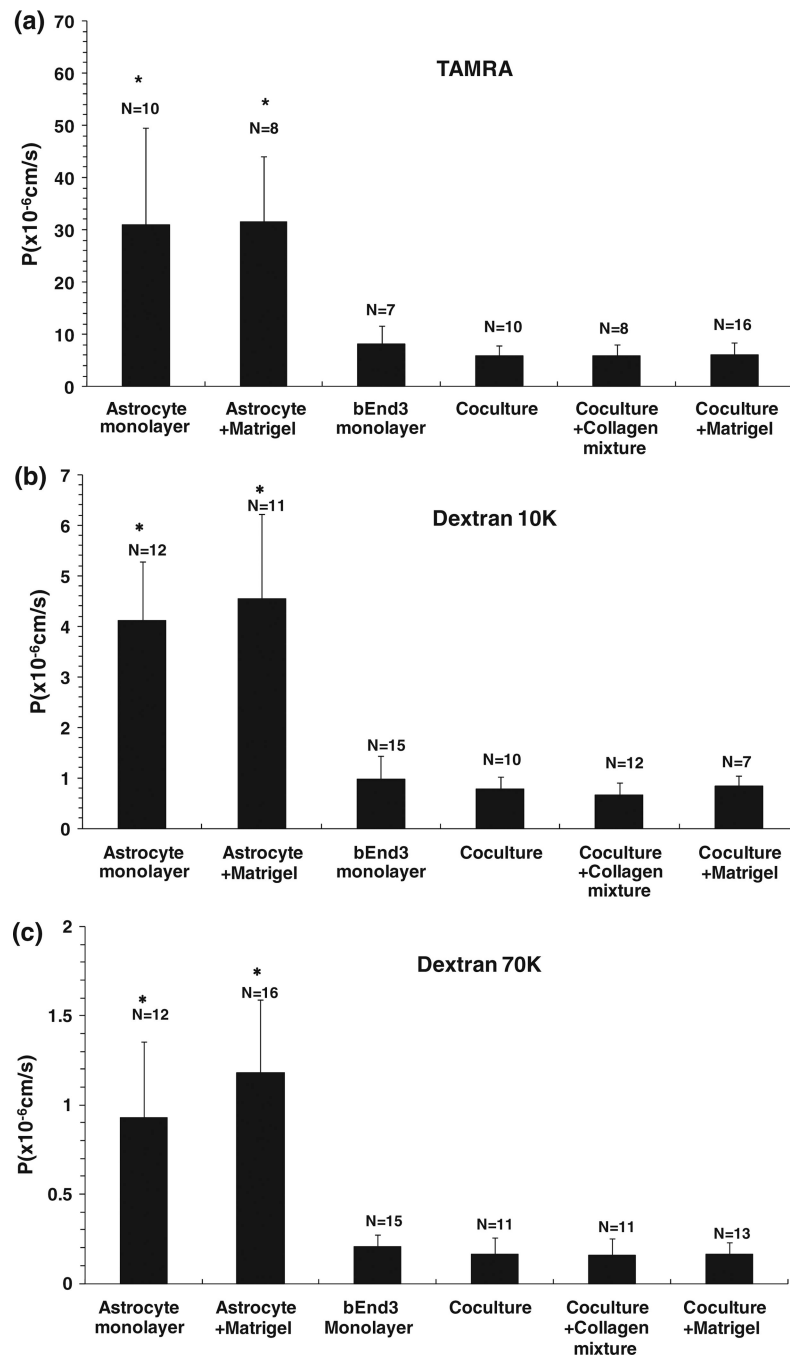 (a)
70
60
50
40
30
20
10
0
P(x10⁻⁶cm/s)
TAMRA
*
N=10
*
N=8
N=7
N=10
N=8
N=16
Astrocyte
monolayer
Astrocyte
+Matrigel
bEnd3
monolayer
Coculture
Coculture
+Collagen
mixture
Coculture
+Matrigel
(b)
7
6
5
4
3
2
1
0
P(x10⁻⁶cm/s)
Dextran 10K
*
N=12
*
N=11
N=15
N=10
N=12
N=7
Astrocyte
monolayer
Astrocyte
+Matrigel
bEnd3
monolayer
Coculture
Coculture
+Collagen
mixture
Coculture
+Matrigel
(c)
2
1.5
1
0.5
0
P(x10⁻⁶cm/s)
Dextran 70K
*
N=12
*
N=16
N=15
N=11
N=11
N=13
Astrocyte
monolayer
Astrocyte
+Matrigel
bEnd3
Monolayer
Coculture
Coculture
+Collagen
mixture
Coculture
+Matrigel